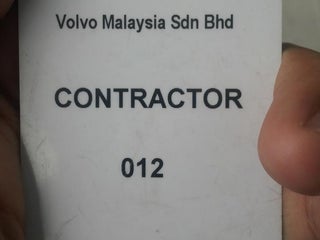 Volvo Malaysia Sdn Bhd
CONTRACTOR
012